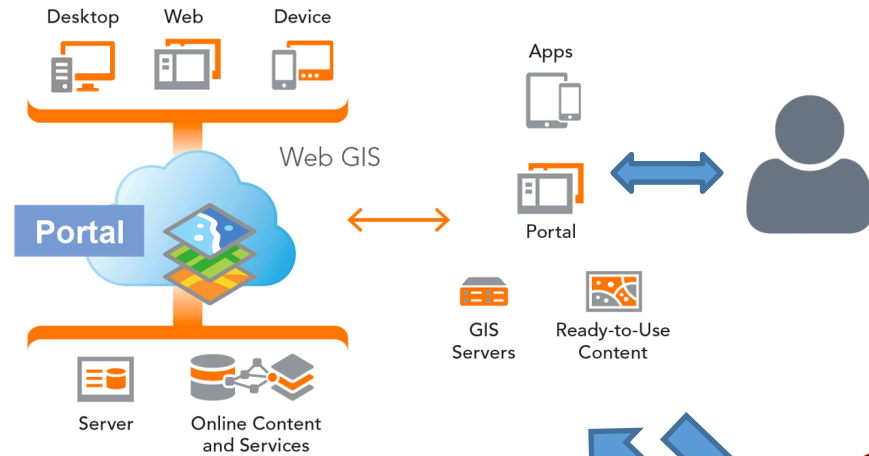 Desktop
Web
Device
Web GIS
Portal
Server
Online Content
and Services
Apps
Portal
GIS
Servers
Ready-to-Use
Content